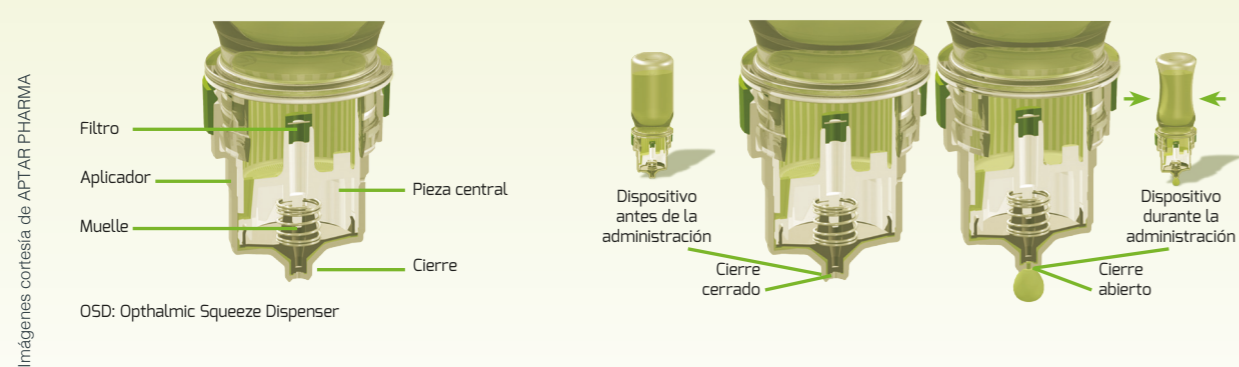 Imágenes cortesía de APTAR PHARMA
Filtro
Aplicador
Muelle
Pieza central
Cierre
OSD: Opthalmic Squeeze Dispenser
Dispositivo
antes de la
administración
Cierre
cerrado
Dispositivo
durante la
administración
Cierre
abierto